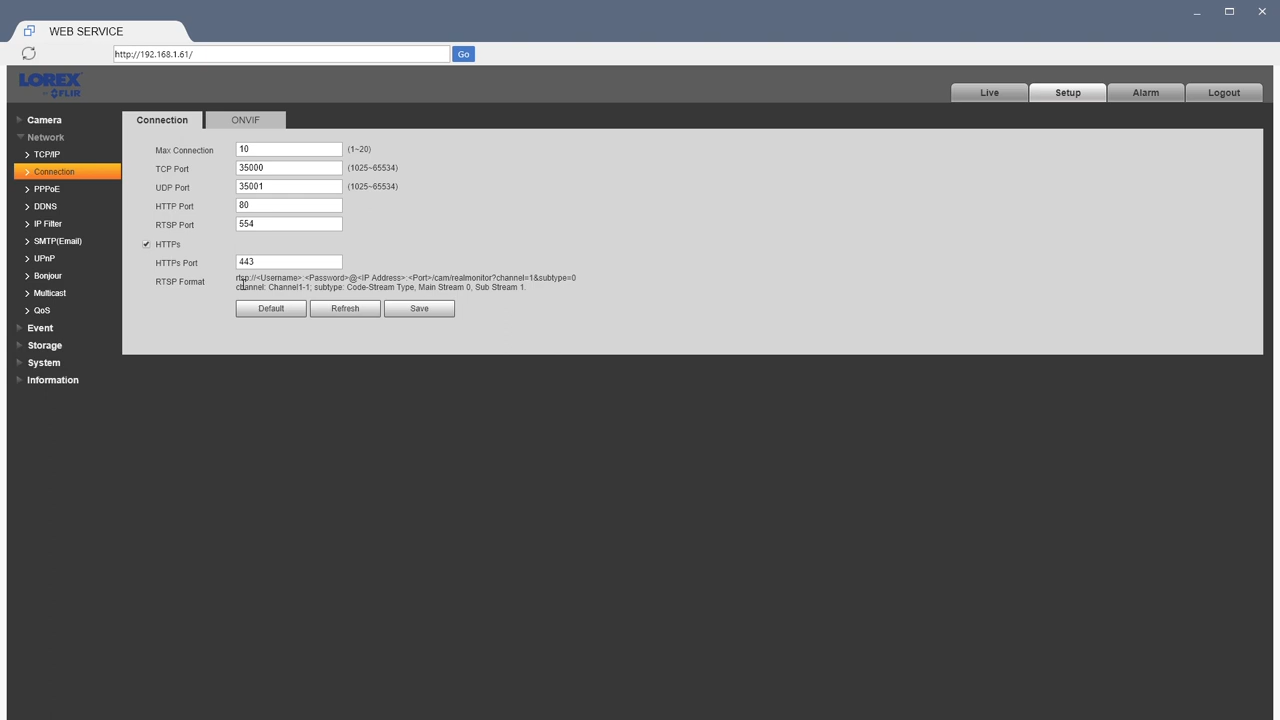 WEB SERVICE
http://192.168.1.61/ Go
LOREX
BY FLIR
Live Setup Alarm Logout
Camera
Network
TCP/IP
Connection
PPPoE
DDNS
IP Filter
SMTP(Email)
UPnP
Bonjour
Multicast
QoS
Event
Storage
System
Information
Connection ONVIF
Max Connection 10 (1~20)
TCP Port 35000 (1025~65534)
UDP Port 35001 (1025~65534)
HTTP Port 80
RTSP Port 554
HTTPs
HTTPs Port 443
RTSP Format rtsp://<Username>:<Password>@<IP Address>:<Port>/cam/realmonitor?channel=1&subtype=0
channel: Channel1-1; subtype: Code-Stream Type, Main Stream 0, Sub Stream 1.
Default Refresh Save